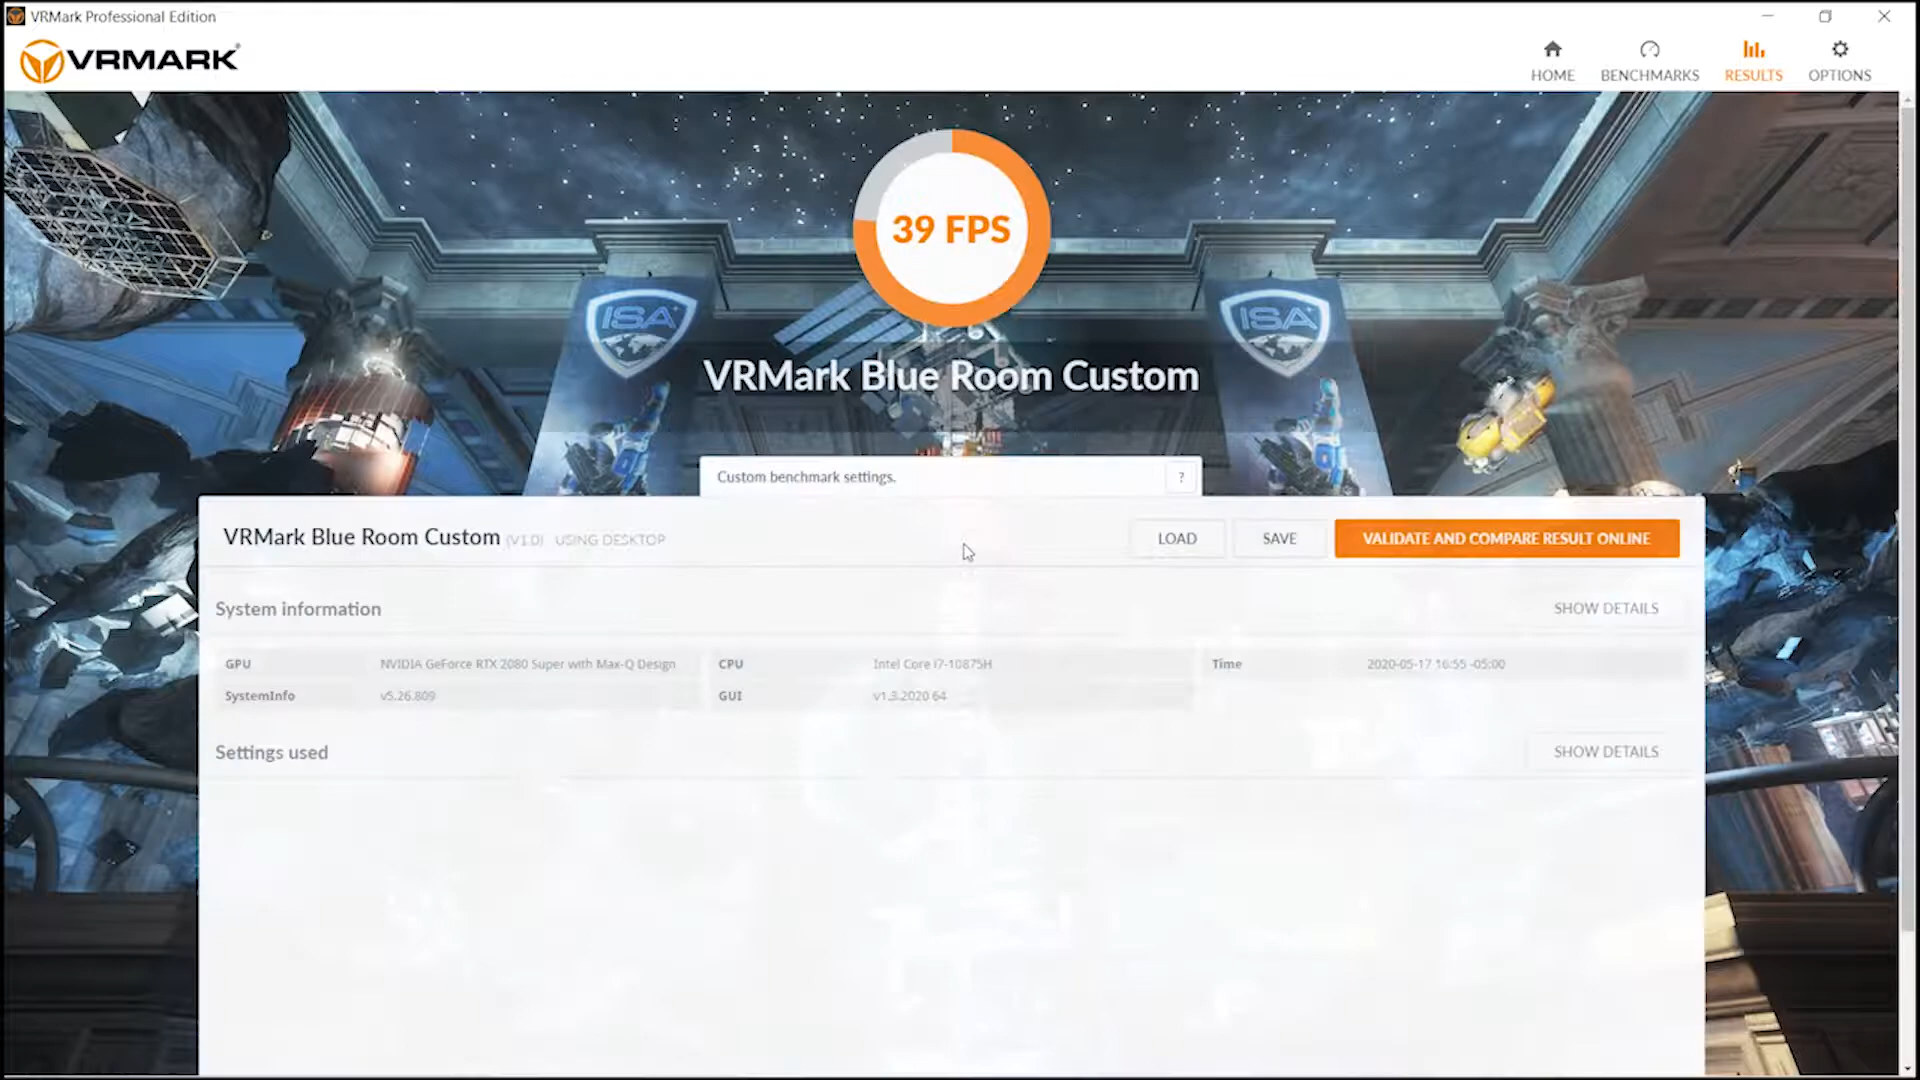 VRMark Professional Edition
VRMARK
HOME
BENCHMARKS
RESULTS
OPTIONS
39 FPS
ISA
ISA
VRMark Blue Room Custom
Custom benchmark settings.
?
VRMark Blue Room Custom (V1.0) USING DESKTOP
LOAD
SAVE
VALIDATE AND COMPARE RESULT ONLINE
System information
SHOW DETAILS
GPU NVIDIA GeForce RTX 2080 Super with Max-Q Design CPU Intel Core i7-10875H Time 2020-05-17 16:55 -05:00
SystemInfo v5.26.809 GUI v1.3.2020 64
Settings used
SHOW DETAILS